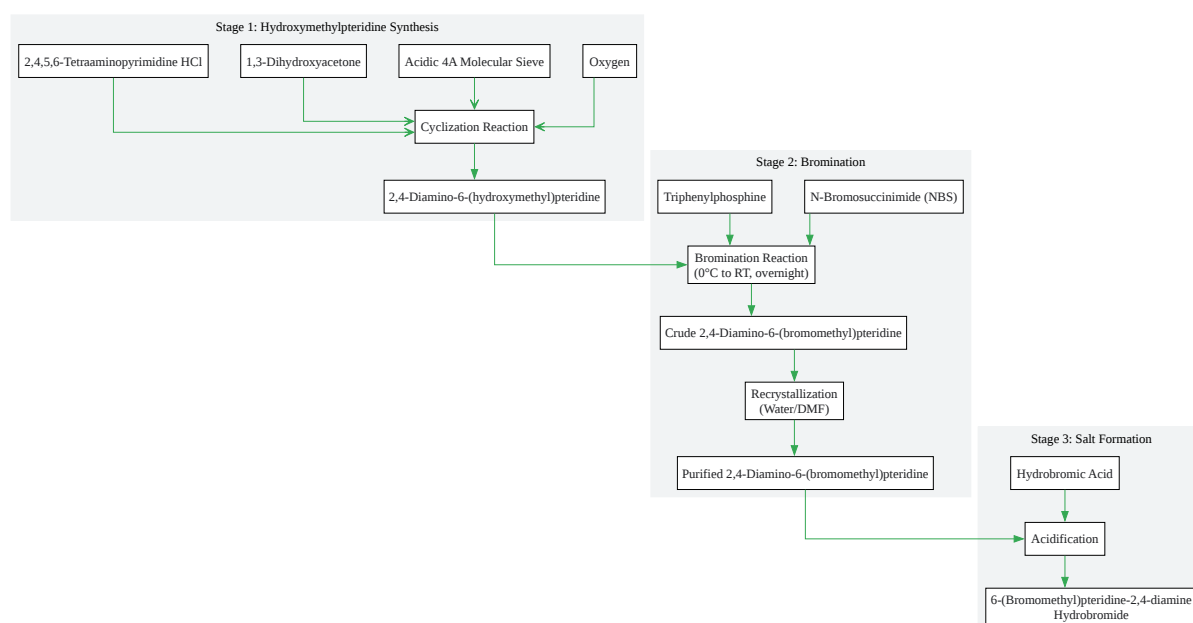 Stage 1: Hydroxymethylpteridine Synthesis
2,4,5,6-Tetraaminopyrimidine HCl
1,3-Dihydroxyacetone
Acidic 4A Molecular Sieve
Oxygen
Cyclization Reaction
2,4-Diamino-6-(hydroxymethyl)pteridine
Stage 2: Bromination
Triphenylphosphine
N-Bromosuccinimide (NBS)
Bromination Reaction
(0°C to RT, overnight)
Crude 2,4-Diamino-6-(bromomethyl)pteridine
Recrystallization
(Water/DMF)
Purified 2,4-Diamino-6-(bromomethyl)pteridine
Stage 3: Salt Formation
Hydrobromic Acid
Acidification
6-(Bromomethyl)pteridine-2,4-diamine
Hydrobromide